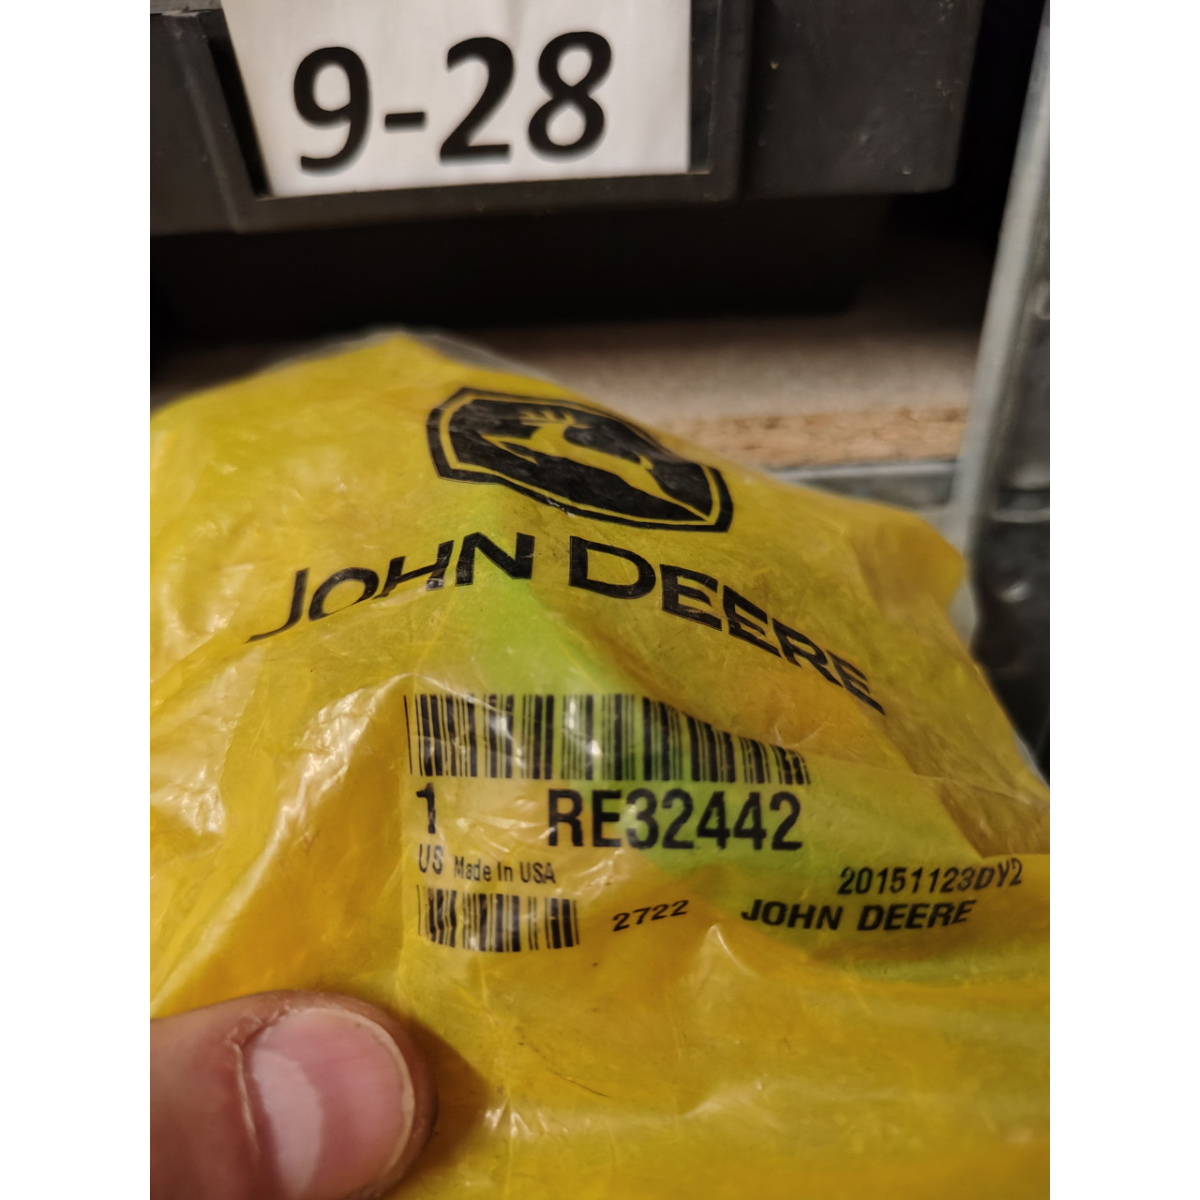 9-28
JOHN DEERE
1 RE32442
US Made In USA
20151123DY2
2722 JOHN DEERE